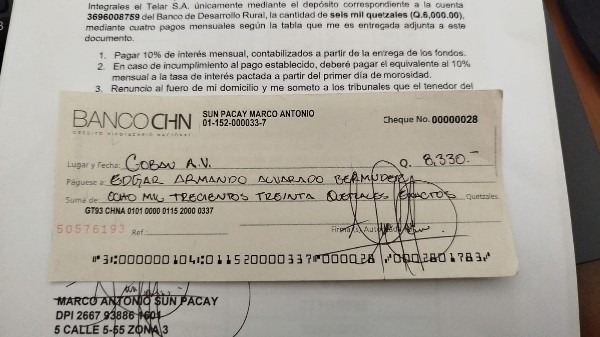 Integrales el Telar S.A. únicamente mediante el depósito correspondiente a la cuenta
3696008759 del Banco de Desarrollo Rural, la cantidad de seis mil quetzales (Q.6,000.00),
mediante cuatro pagos mensuales según la tabla que me es entregada adjunta a este
documento.
1. Pagar 10% de interés mensual, contabilizados a partir de la entrega de los fondos.
2. En caso de incumplimiento al pago establecido, deberé pagar el equivalente al 10%
mensual a la tasa de interés pactada a partir del primer día de morosidad.
3. Renuncio al fuero de mi domicilio y me someto a los tribunales que el tenedor del
BANCO CHN
CREDITO HIPOTECARIO NACIONAL
SUN PACAY MARCO ANTONIO
01-152-000033-7
Cheque No. 00000028
Lugar y Fecha: COBAN A.V. Q. 8,330.-
Páguese a: EDGAR ARMANDO ALVARADO BERMUDEZ
Suma de: OCHO MIL TRECIENTOS TREINTA QUETZALES EXACTOS Quetzales
GT93 CHNA 0101 0000 0115 2000 0337
50576193 Ref.: Firma(s)
3 000000104 01152000033 00000028 0002801783
MARCO ANTONIO SUN PACAY
DPI 2667 93886 1601
5 CALLE 5-55 ZONA 3